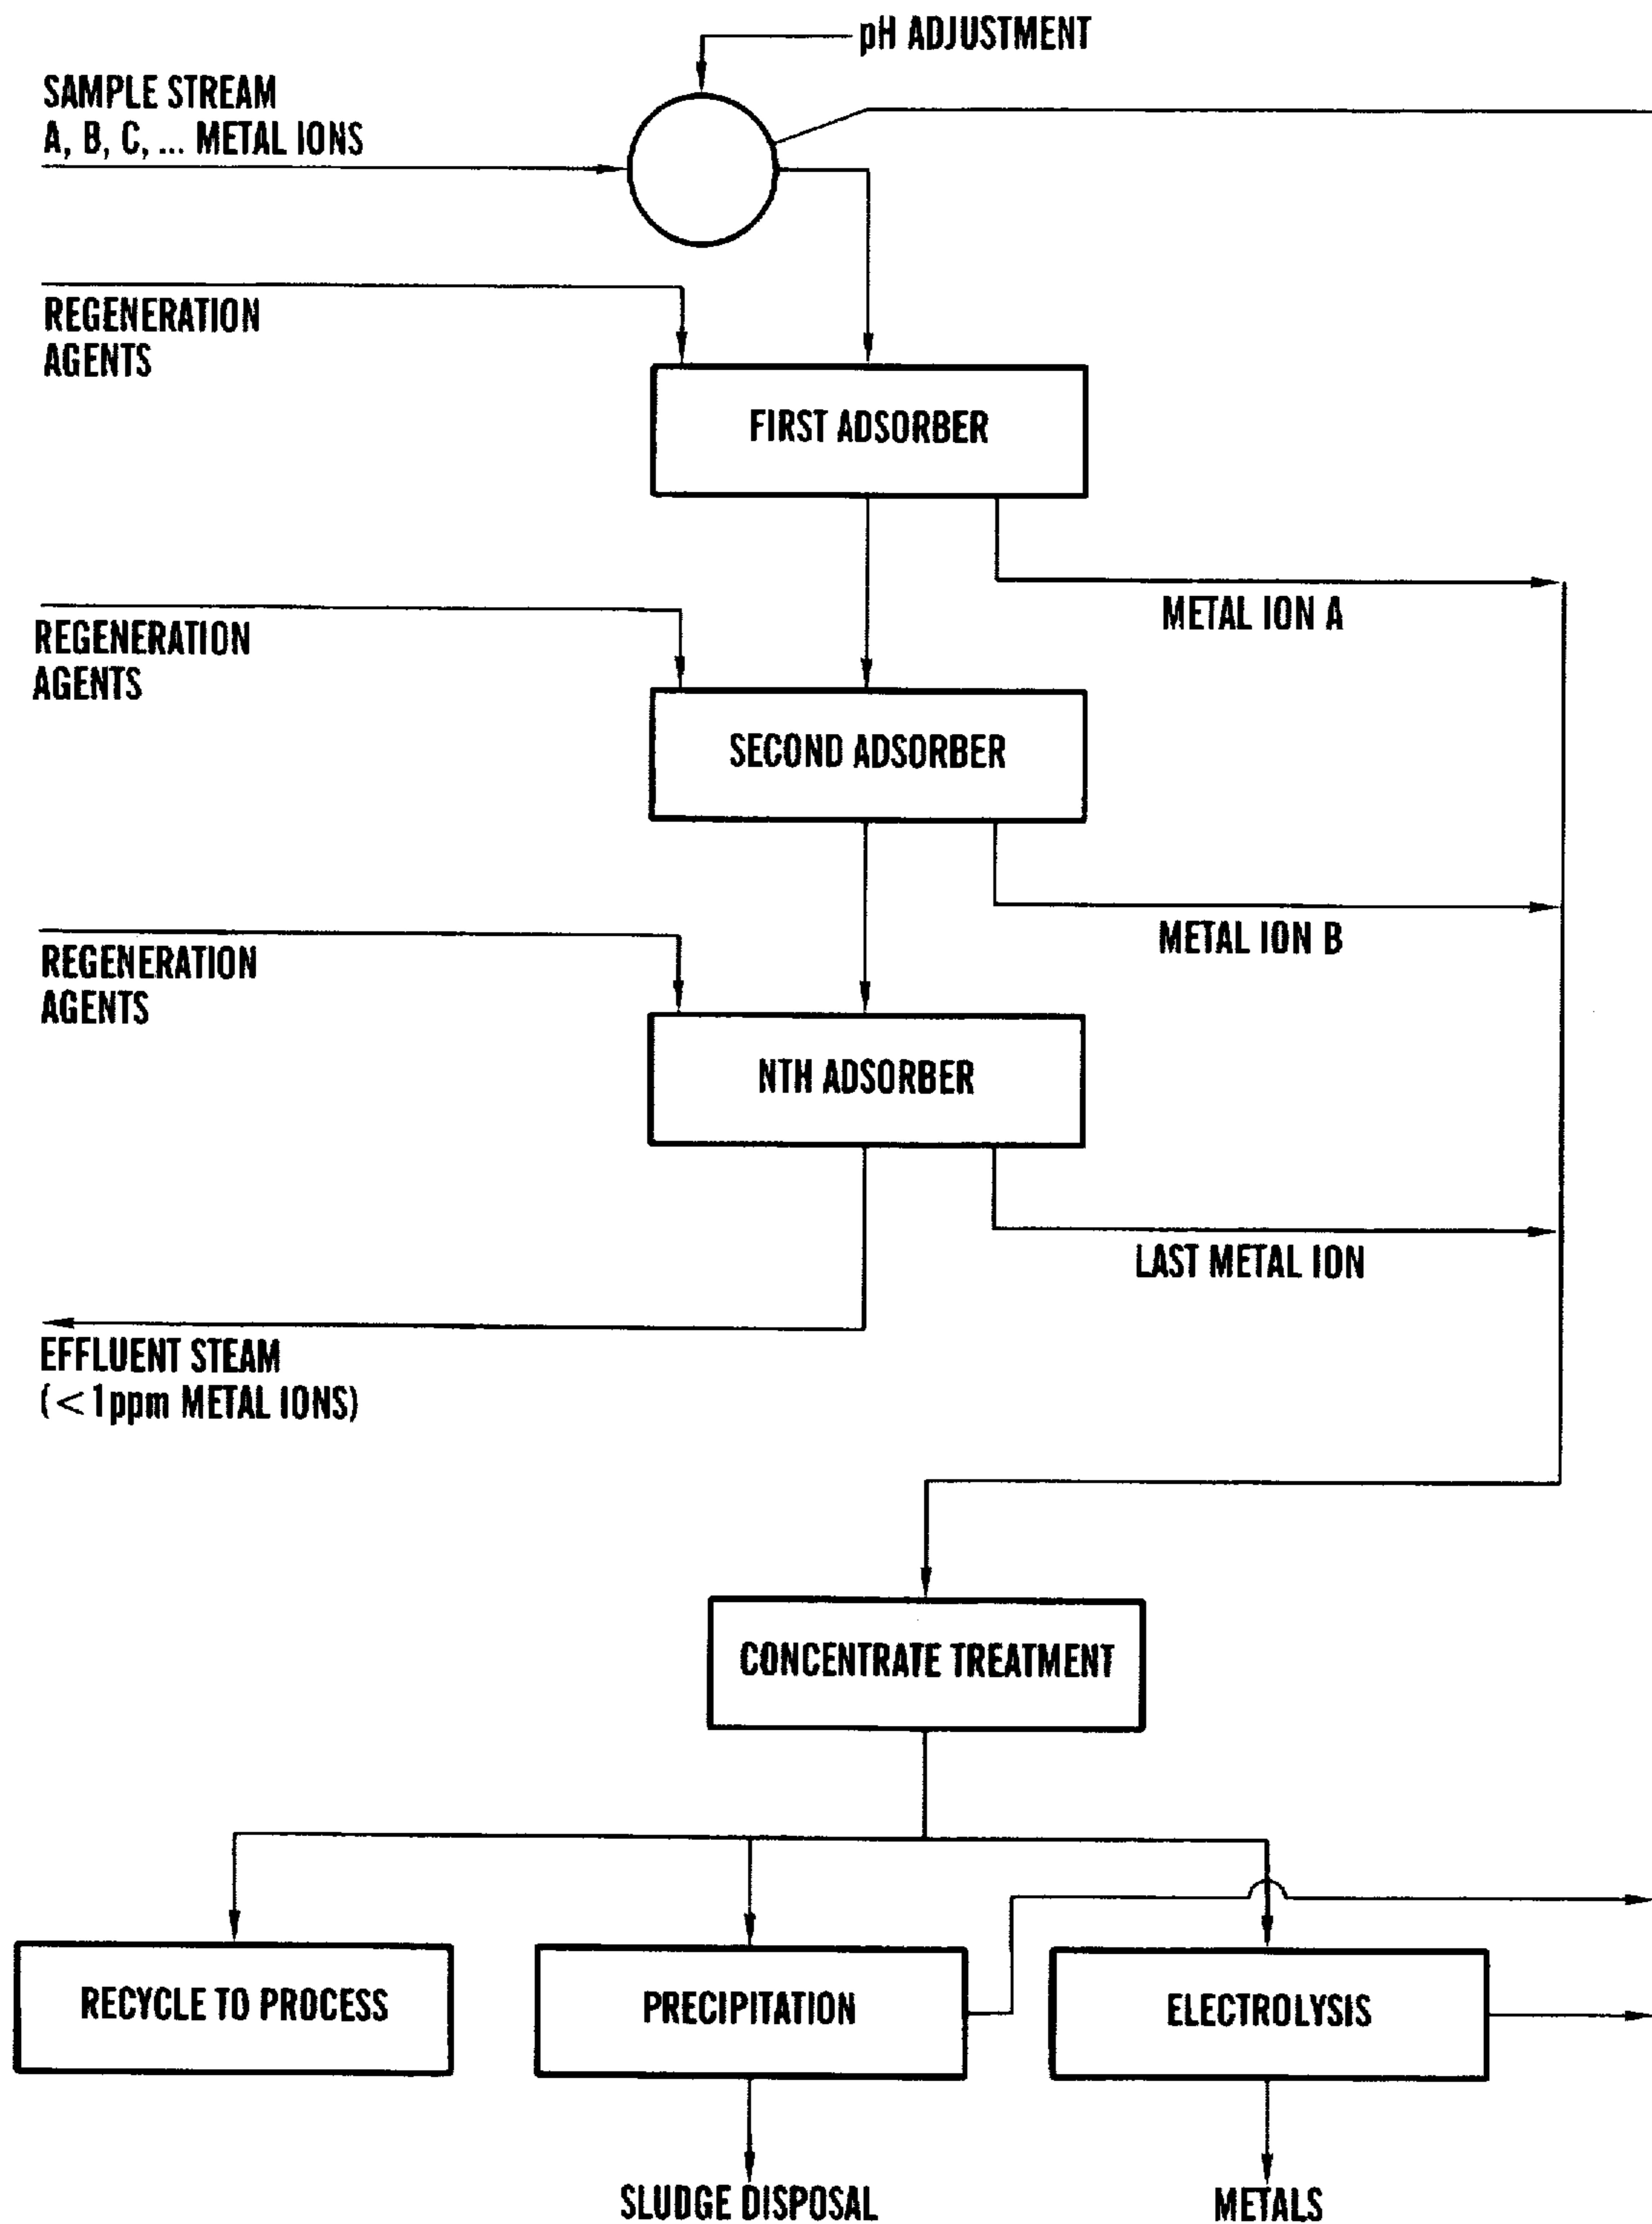 pH ADJUSTMENT
SAMPLE STREAM
A, B, C, ... METAL IONS
REGENERATION
AGENTS
FIRST ADSORBER
METAL ION A
REGENERATION
AGENTS
SECOND ADSORBER
METAL ION B
REGENERATION
AGENTS
NTH ADSORBER
LAST METAL ION
EFFLUENT STEAM
(<1ppm METAL IONS)
CONCENTRATE TREATMENT
RECYCLE TO PROCESS
PRECIPITATION
ELECTROLYSIS
SLUDGE DISPOSAL
METALS